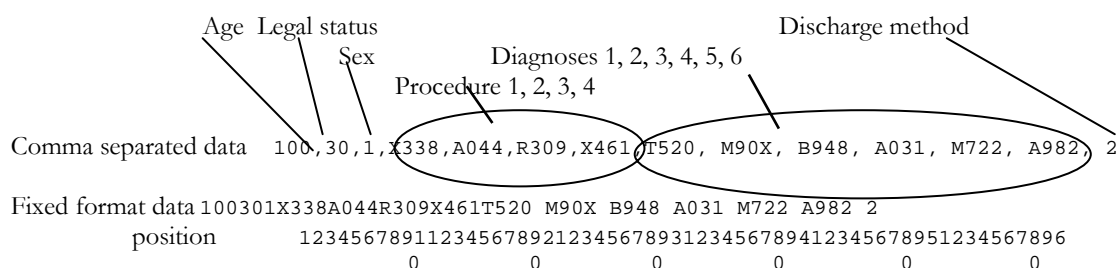 Age Legal status Discharge method
Sex Diagnoses 1, 2, 3, 4, 5, 6
Procedure 1, 2, 3, 4
Comma separated data 100,30,1,X338,A044,R309,X461,T520, M90X, B948, A031, M722, A982, 2
Fixed format data 100301X338A044R309X461T520 M90X B948 A031 M722 A982 2
position 123456789112345678921234567893123456789412345678951234567896
0 0 0 0 0 0